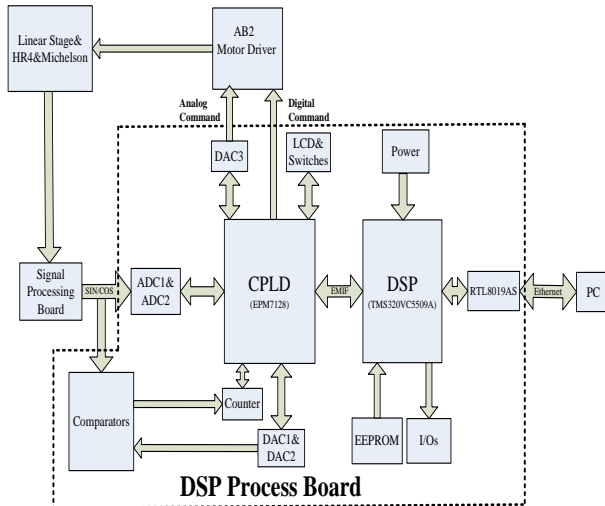 Linear Stage&
HR4&Michelson
AB2
Motor Driver
Analog
Command
Digital
Command
DAC3
LCD&
Switches
Power
Signal
Processing
Board
SIN/COS
ADC1&
ADC2
CPLD
(EPM7128)
EMIF
DSP
(TMS320VC5509A)
RTL8019AS
Ethernet
PC
Comparators
Counter
DAC1&
DAC2
EEPROM
I/Os
DSP Process Board